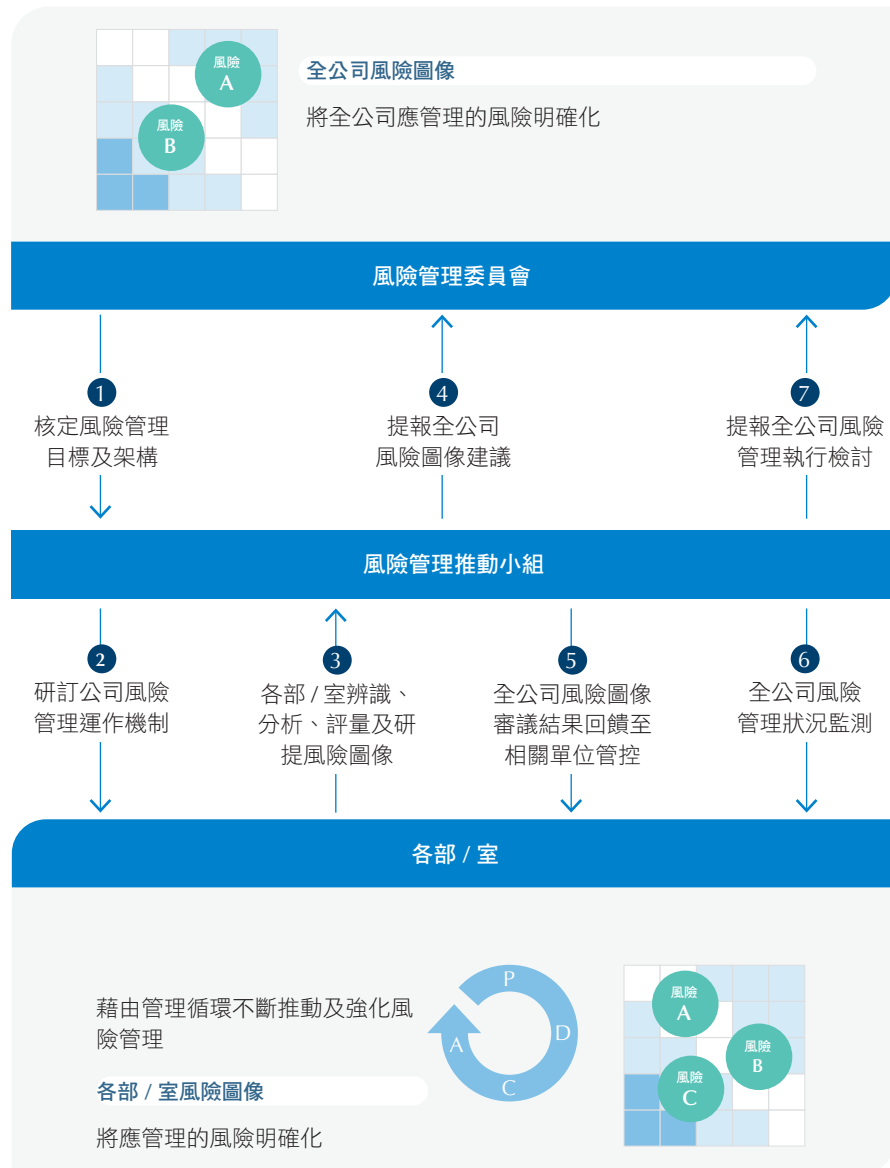 風險
A
風險
B
全公司風險圖像
將全公司應管理的風險明確化
風險管理委員會
1
核定風險管理
目標及架構
4
提報全公司
風險圖像建議
7
提報全公司風險
管理執行檢討
風險管理推動小組
2
研訂公司風險
管理運作機制
3
各部 / 室辨識、
分析、評量及研
提風險圖像
5
全公司風險圖像
審議結果回饋至
相關單位管控
6
全公司風險
管理狀況監測
各部 / 室
藉由管理循環不斷推動及強化風
險管理
各部 / 室風險圖像
將應管理的風險明確化
P
D
C
A
風險
A
風險
B
風險
C